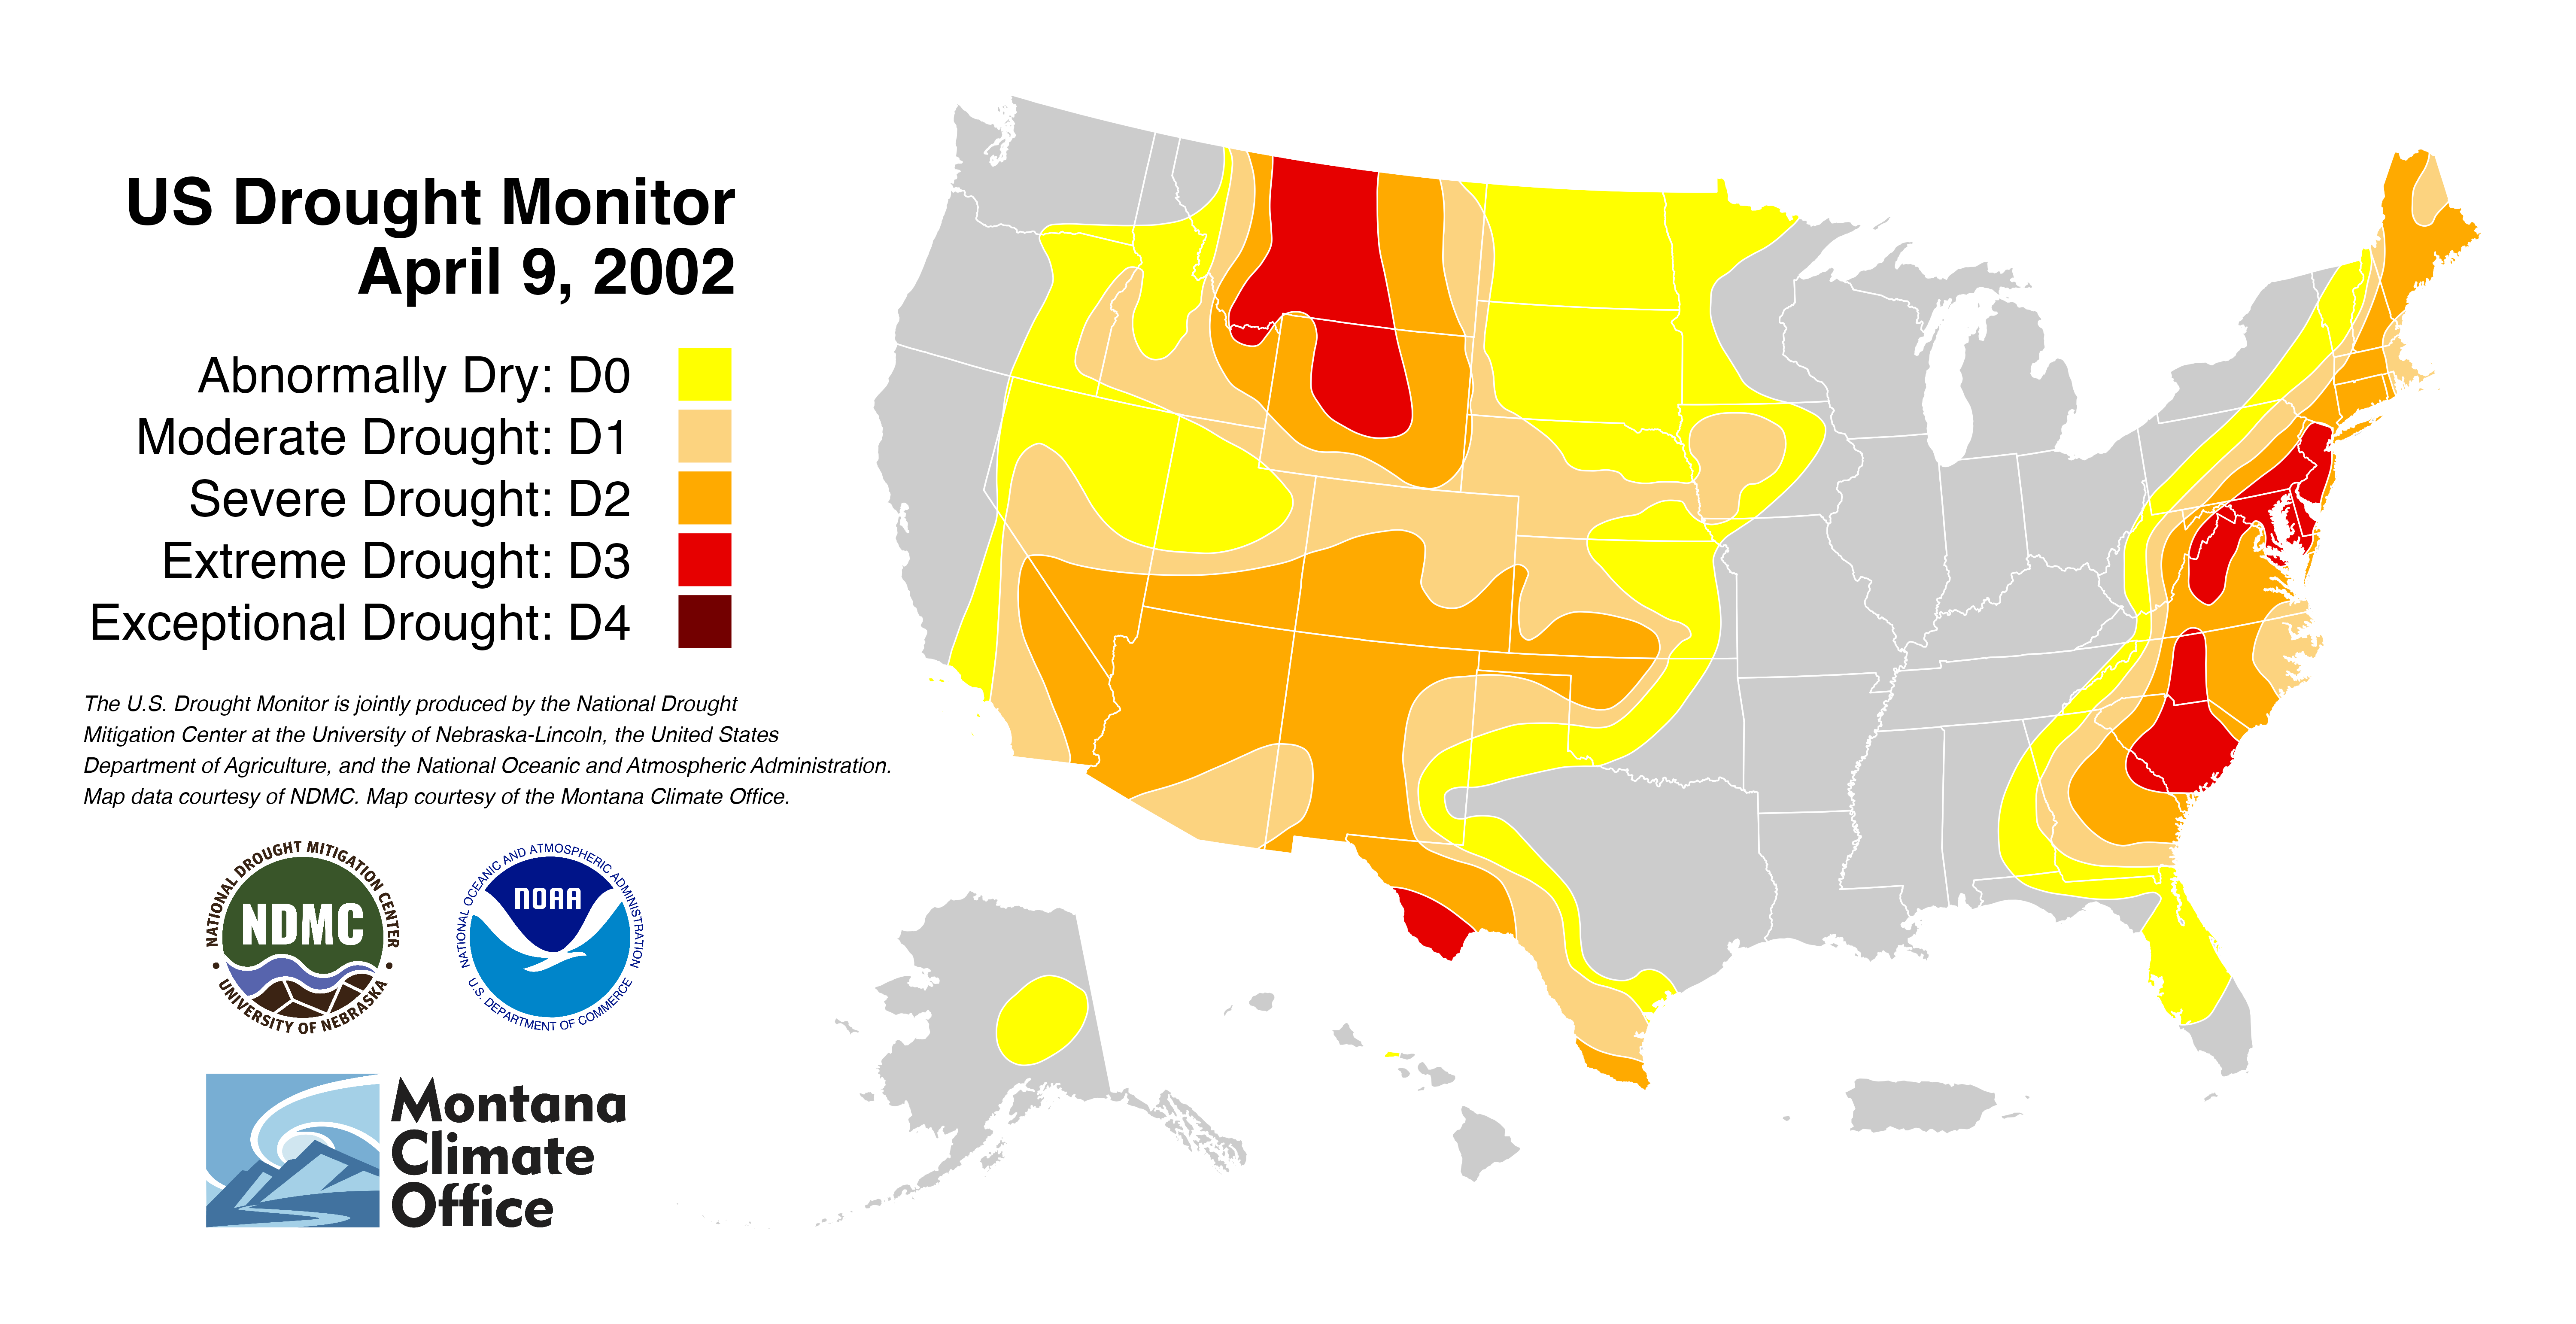 US Drought Monitor
April 9, 2002
Abnormally Dry: D0
Moderate Drought: D1
Severe Drought: D2
Extreme Drought: D3
Exceptional Drought: D4
The U.S. Drought Monitor is jointly produced by the National Drought
Mitigation Center at the University of Nebraska-Lincoln, the United States
Department of Agriculture, and the National Oceanic and Atmospheric Administration.
Map data courtesy of NDMC. Map courtesy of the Montana Climate Office.
NATIONAL DROUGHT MITIGATION CENTER
NDMC
• UNIVERSITY OF NEBRASKA •
NATIONAL OCEANIC AND ATMOSPHERIC ADMINISTRATION
NOAA
U.S. DEPARTMENT OF COMMERCE
Montana
Climate
Office